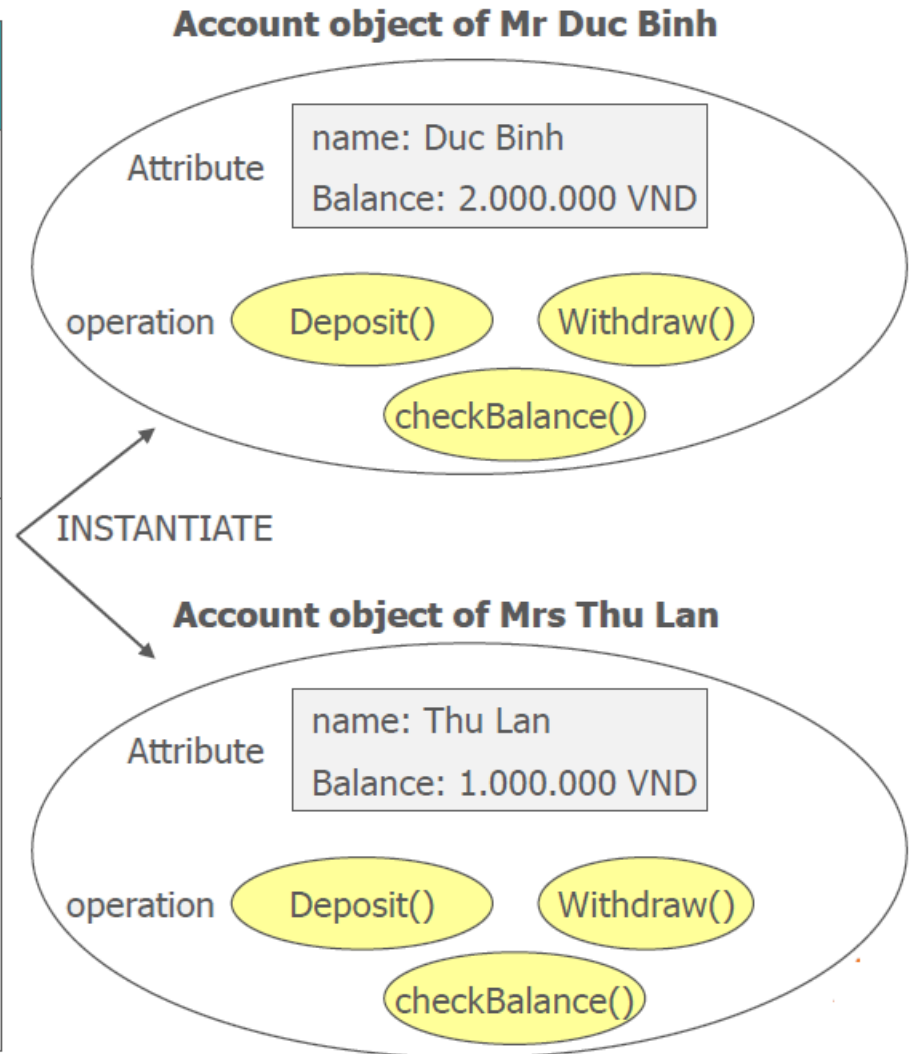 Account object of Mr Duc Binh
Attribute
name: Duc Binh
Balance: 2.000.000 VND
operation
Deposit()
Withdraw()
checkBalance()
INSTANTIATE
Account object of Mrs Thu Lan
Attribute
name: Thu Lan
Balance: 1.000.000 VND
operation
Deposit()
Withdraw()
checkBalance()